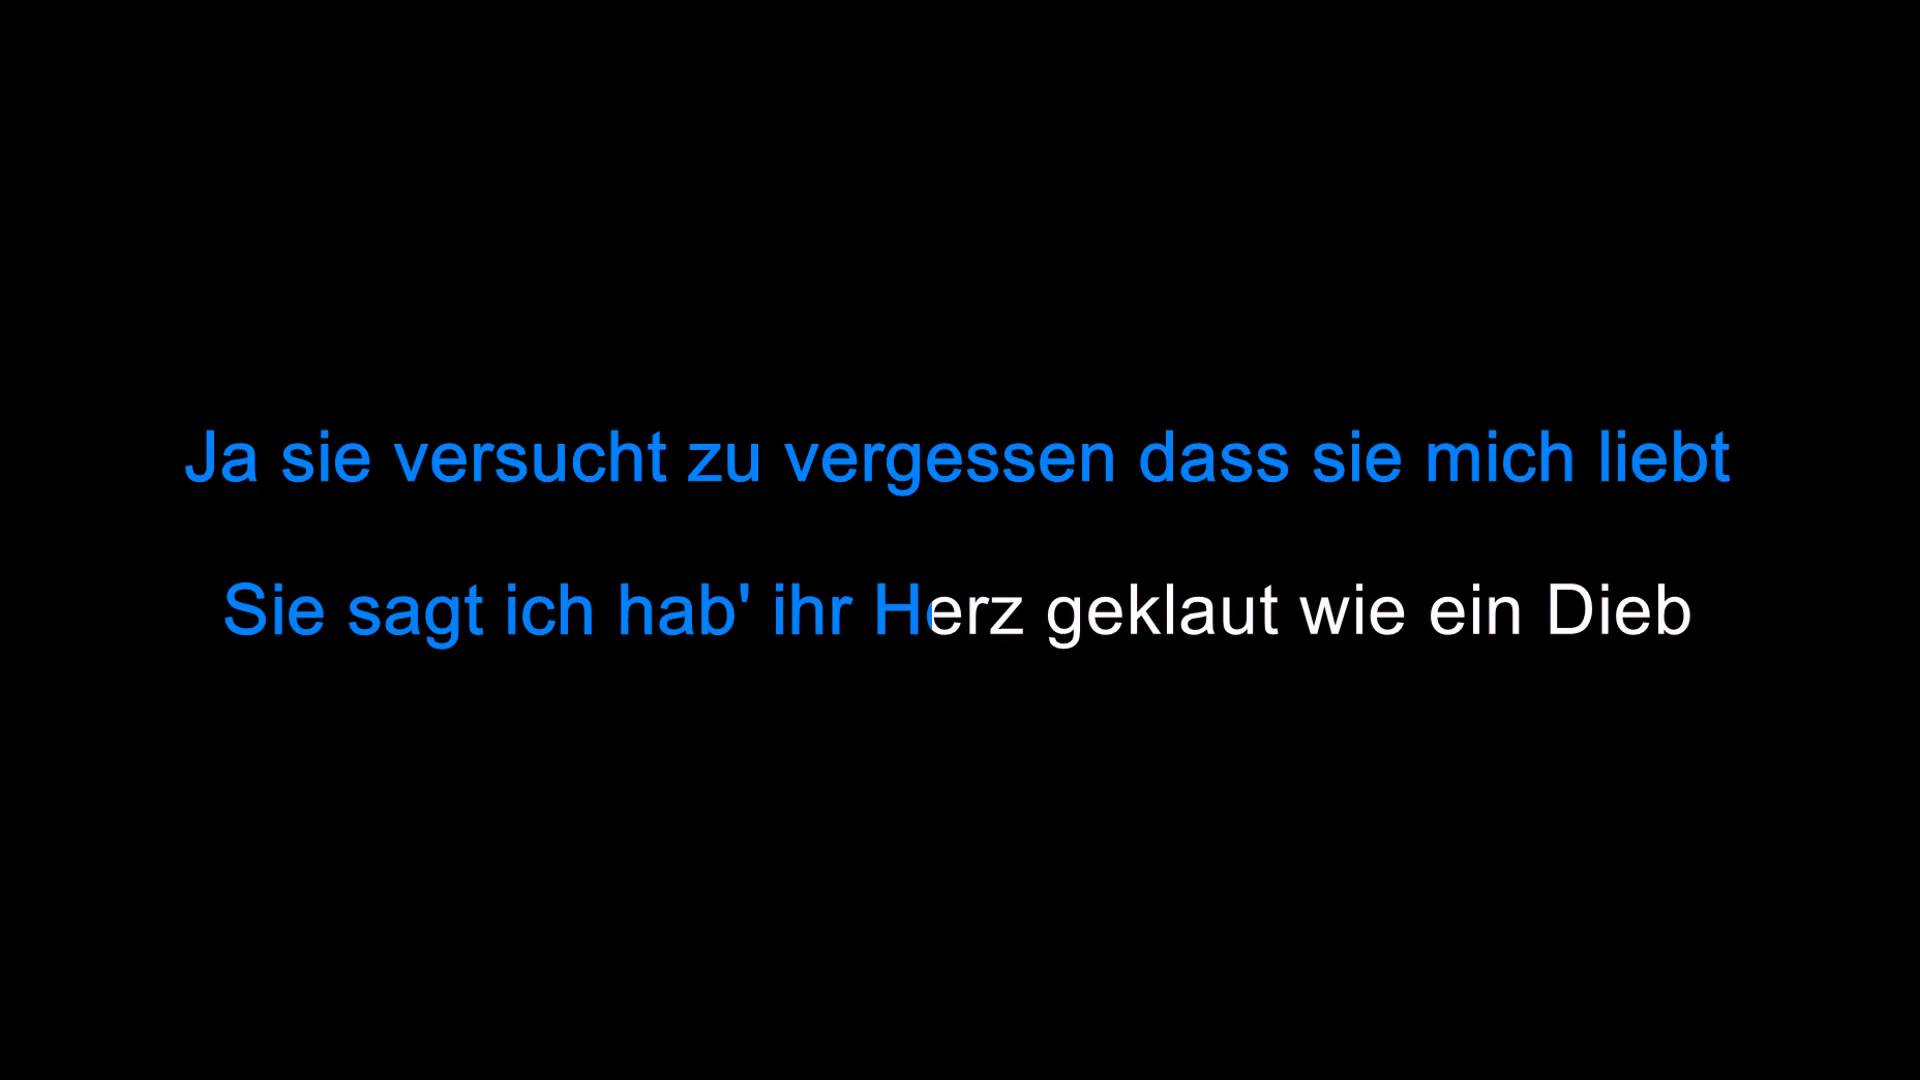 Ja sie versucht zu vergessen dass sie mich liebt
Sie sagt ich hab' ihr Herz geklaut wie ein Dieb